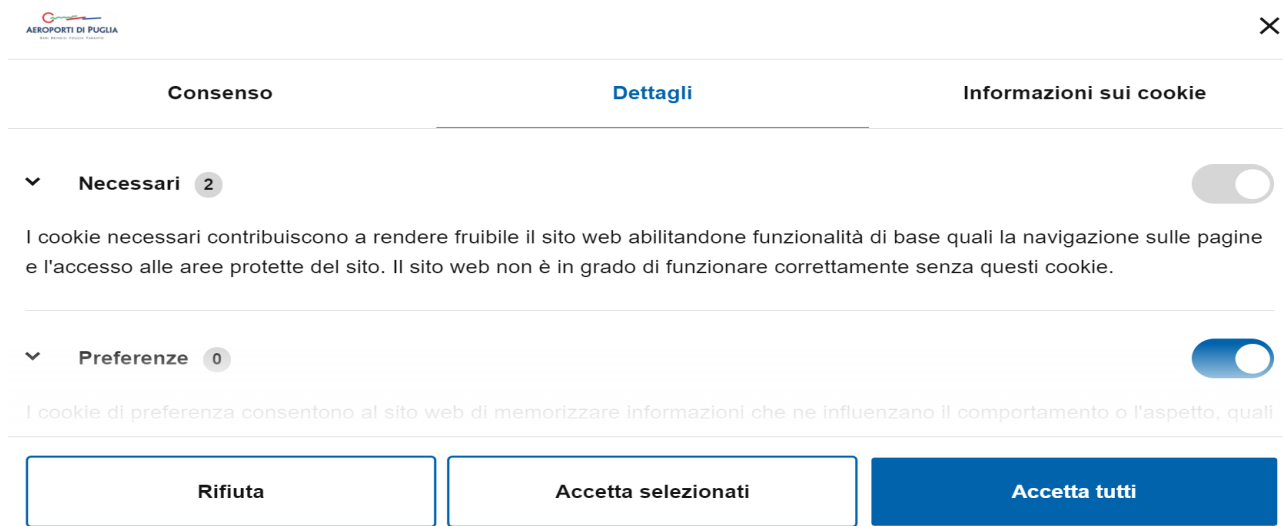 AEROPORTI DI PUGLIA
Consenso
Dettagli
Informazioni sui cookie
Necessari 2
I cookie necessari contribuiscono a rendere fruibile il sito web abilitandone funzionalità di base quali la navigazione sulle pagine
e l'accesso alle aree protette del sito. Il sito web non è in grado di funzionare correttamente senza questi cookie.
Preferenze 0
I cookie di preferenza consentono al sito web di memorizzare informazioni che ne influenzano il comportamento o l'aspetto, quali
Rifiuta
Accetta selezionati
Accetta tutti